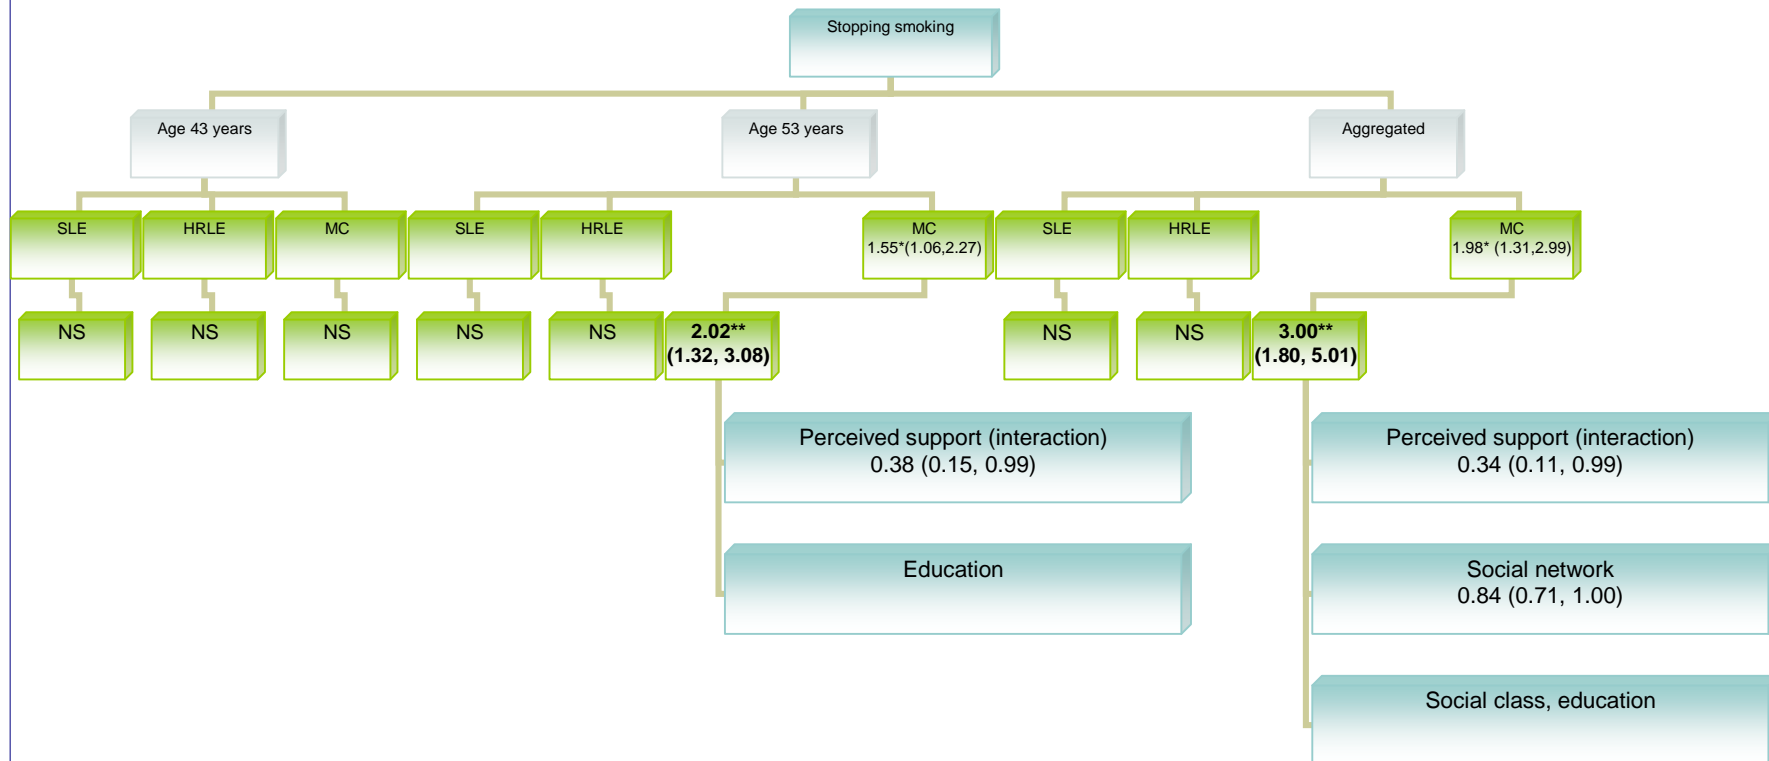 Stopping smoking
Age 43 years
Age 53 years
Aggregated
SLE
HRLE
MC
SLE
HRLE
MC
1.55*(1.06,2.27)
SLE
HRLE
MC
1.98* (1.31,2.99)
NS
NS
NS
NS
NS
2.02**
(1.32, 3.08)
NS
NS
3.00**
(1.80, 5.01)
Perceived support (interaction)
0.38 (0.15, 0.99)
Perceived support (interaction)
0.34 (0.11, 0.99)
Education
Social network
0.84 (0.71, 1.00)
Social class, education